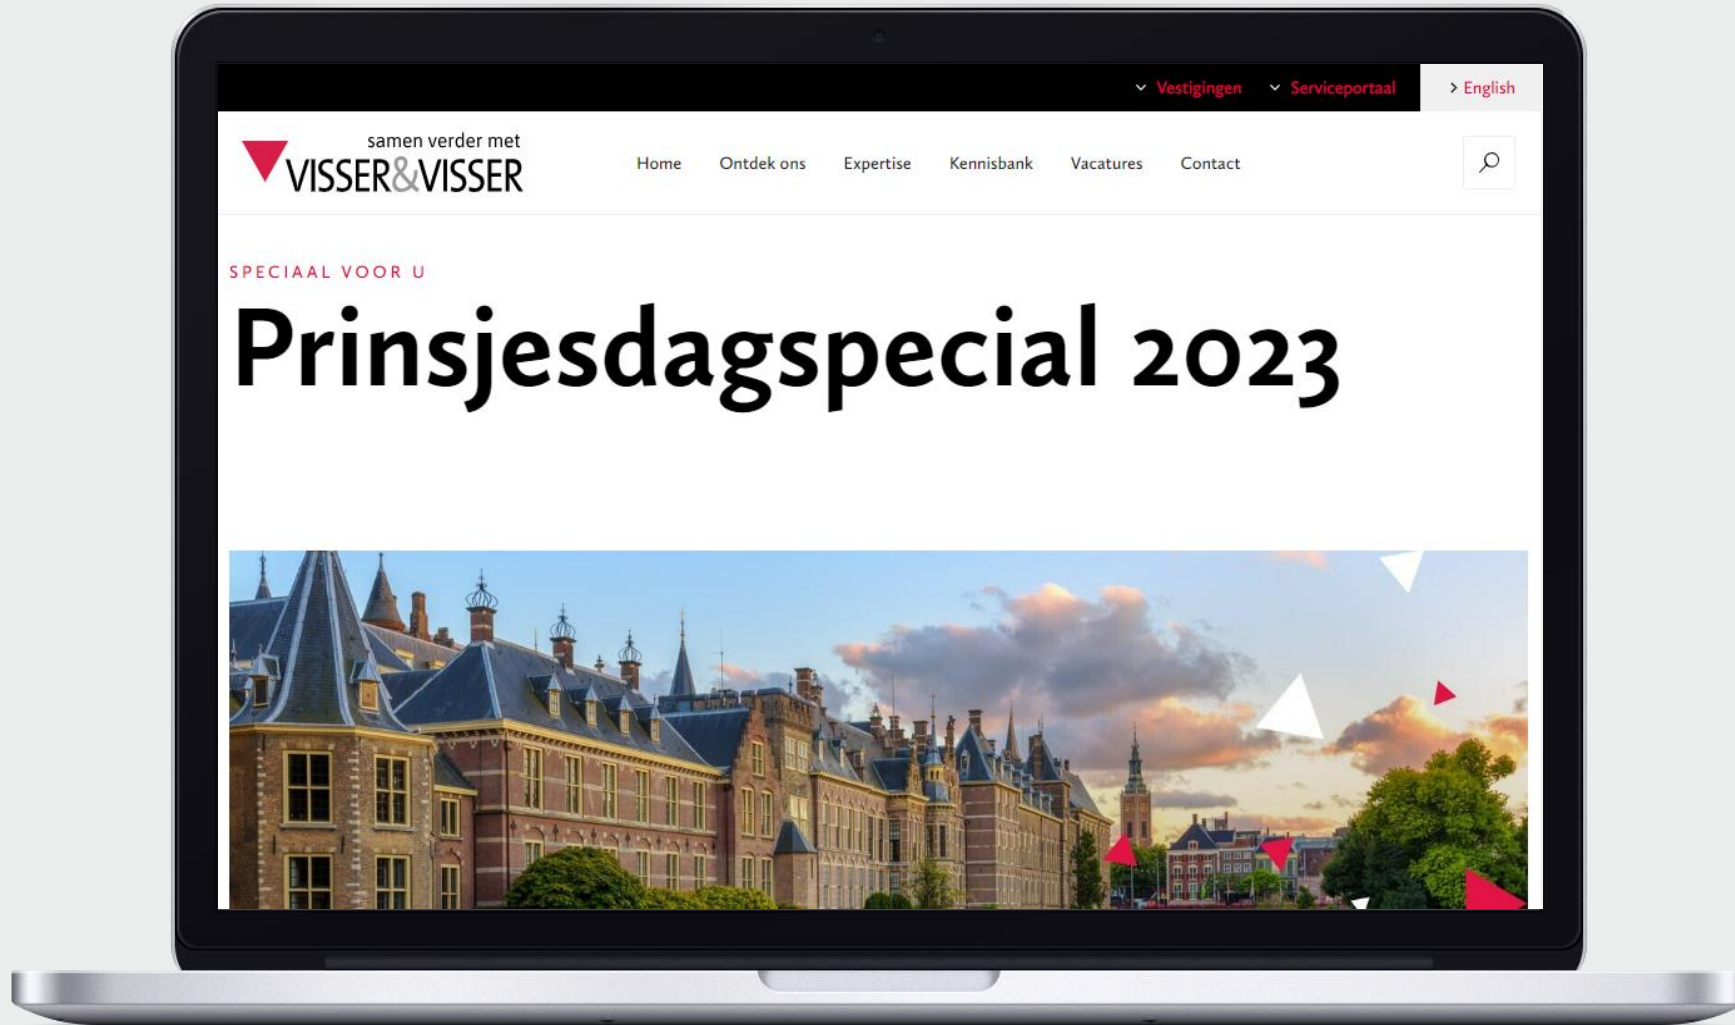 Vestigingen Serviceportaal English
samen verder met
VISSER&VISSER
Home Ontdek ons Expertise Kennisbank Vacatures Contact
SPECIAAL VOOR U
Prinsjesdagspecial 2023